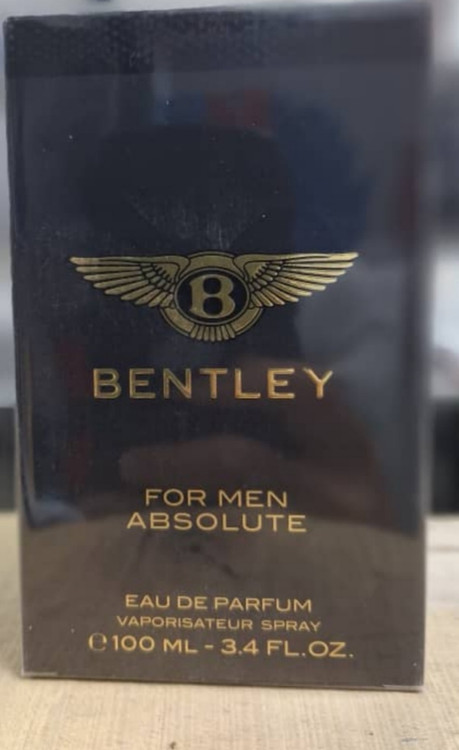 B
BENTLEY
FOR MEN
ABSOLUTE
EAU DE PARFUM
VAPORISATEUR SPRAY
℮ 100 ML - 3.4 FL.OZ.